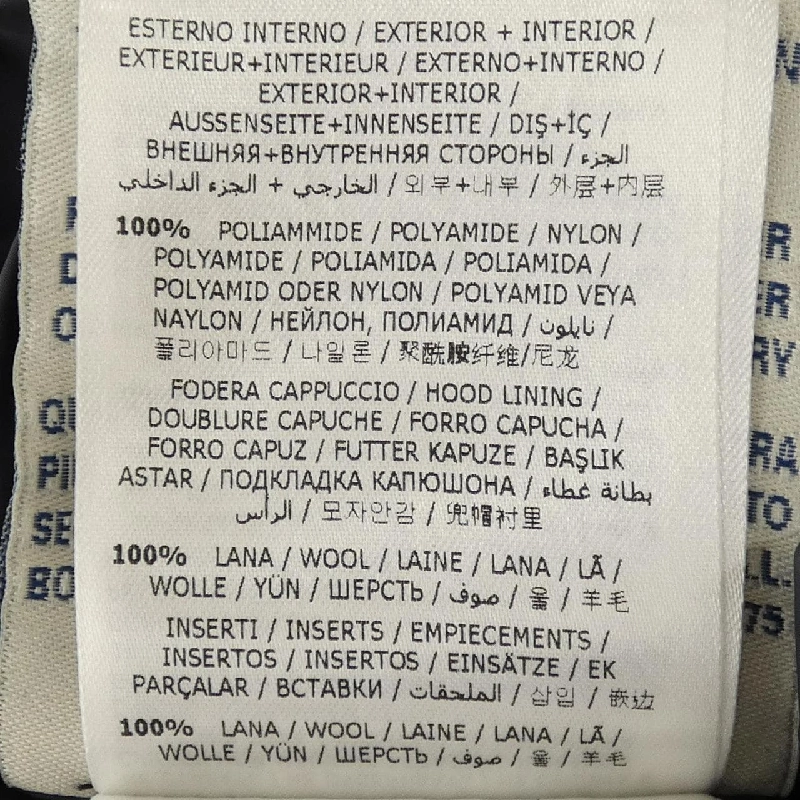 ESTERNO INTERNO / EXTERIOR + INTERIOR /
EXTERIEUR+INTERIEUR / EXTERNO+INTERNO /
EXTERIOR+INTERIOR /
AUSSENSEITE+INNENSEITE / DIŞ+İÇ /
ВНЕШНЯЯ+ВНУТРЕННЯЯ СТОРОНЫ / الجزء
الخارجي + الجزء الداخلي / 외부+내부 / 外层+内层
100% POLIAMMIDE / POLYAMIDE / NYLON /
POLYAMIDE / POLIAMIDA / POLIAMIDA /
POLYAMID ODER NYLON / POLYAMID VEYA
NAYLON / НЕЙЛОН, ПОЛИАМИД / نايلون /
폴리아마드 / 나일론 / 聚酰胺纤维/尼龙
FODERA CAPPUCCIO / HOOD LINING /
DOUBLURE CAPUCHE / FORRO CAPUCHA /
FORRO CAPUZ / FUTTER KAPUZE / BAŞLIK
ASTAR / ПОДКЛАДКА КАПЮШОНА / بطانة غطاء
الرأس / 모자안감 / 兜帽衬里
100% LANA / WOOL / LAINE / LANA / LÃ /
WOLLE / YÜN / ШЕРСТЬ / صوف / 울 / 羊毛
INSERTI / INSERTS / EMPIECEMENTS /
INSERTOS / INSERTOS / EINSÄTZE / EK
PARÇALAR / ВСТАВКИ / الملحقات / 삽입 / 嵌边
100% LANA / WOOL / LAINE / LANA / LÃ /
WOLLE / YÜN / ШЕРСТЬ / صوف / 울 / 羊毛